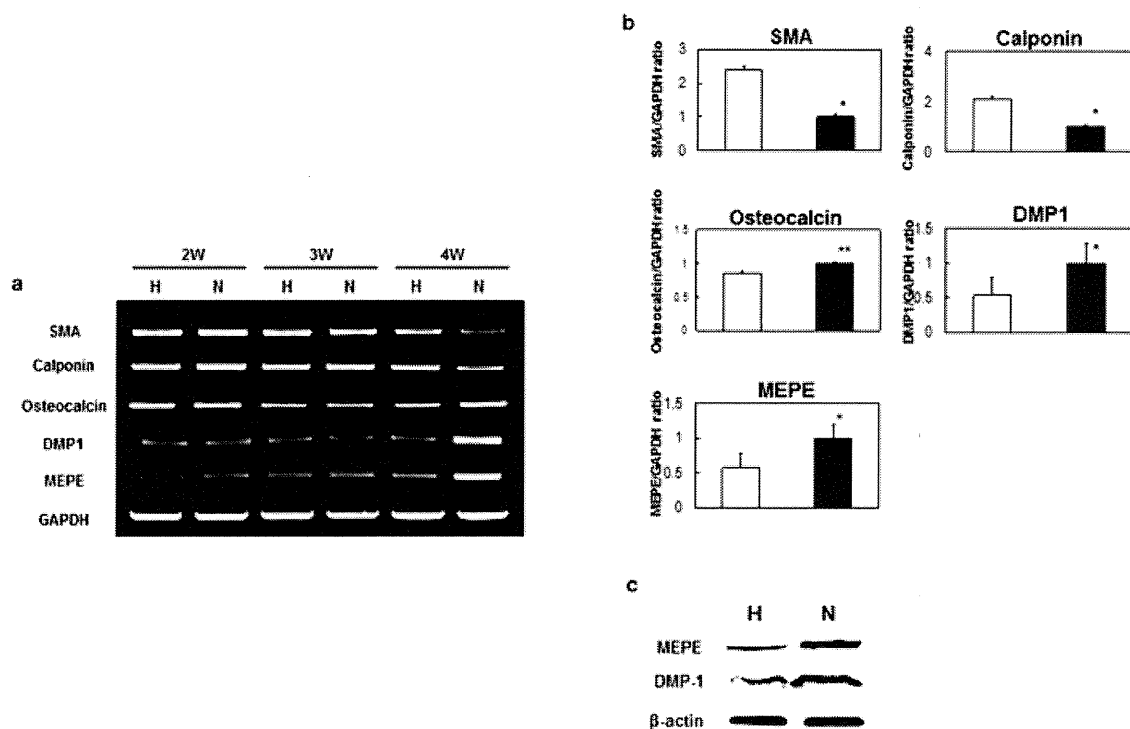 a
2W 3W 4W
H N H N H N
SMA
Calponin
Osteocalcin
DMP1
MEPE
GAPDH
b
SMA
SMA/GAPDH ratio
3
2
1
0
*
Calponin
Calponin/GAPDH ratio
4
2
0
*
Osteocalcin
Osteocalcin/GAPDH ratio
1.5
1
0.5
0
**
DMP1
DMP1/GAPDH ratio
1.5
1
0.5
0
*
MEPE
MEPE/GAPDH ratio
1.5
1
0.5
0
*
c
H N
MEPE
DMP-1
β-actin